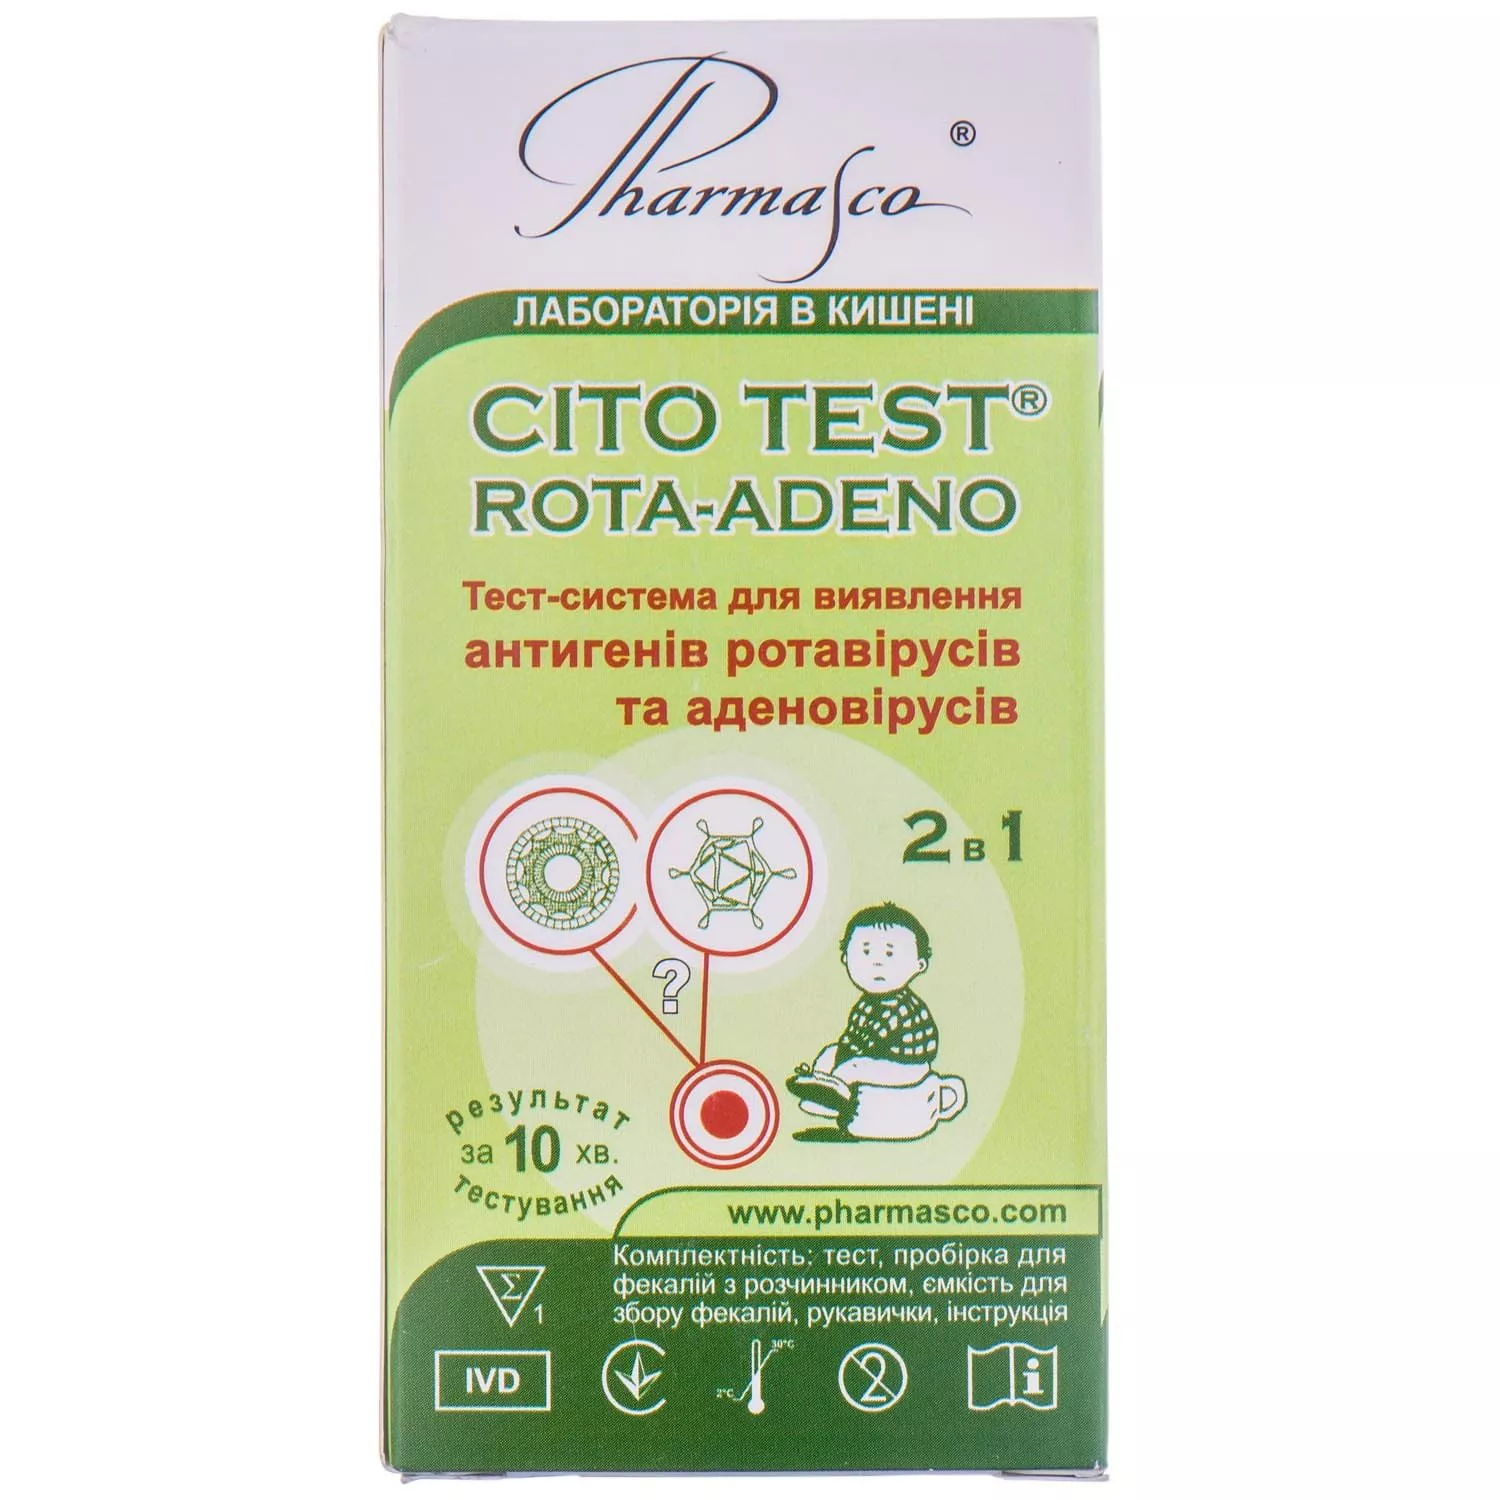 Pharmasco ®
ЛАБОРАТОРІЯ В КИШЕНІ
CITO TEST®
ROTA-ADENO
Тест-система для виявлення
антигенів ротавірусів
та аденовірусів
2 в 1
?
результат
за 10 хв.
тестування
www.pharmasco.com
Комплектність: тест, пробірка для
фекалій з розчинником, ємкість для
збору фекалій, рукавички, інструкція
Σ 1
IVD
2°C
30°C
2
i